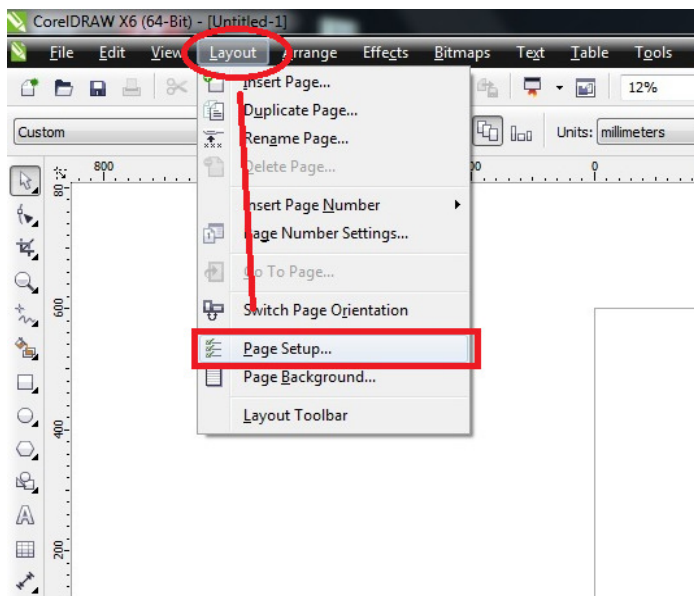 CorelDRAW X6 (64-Bit) - [Untitled-1]
File Edit View Layout Arrange Effects Bitmaps Text Table Tools
12%
Custom
Units: millimeters
800
0
80
600
400
200
Insert Page...
Duplicate Page...
Rename Page...
Delete Page...
Insert Page Number
Page Number Settings...
Go To Page...
Switch Page Orientation
Page Setup...
Page Background...
Layout Toolbar